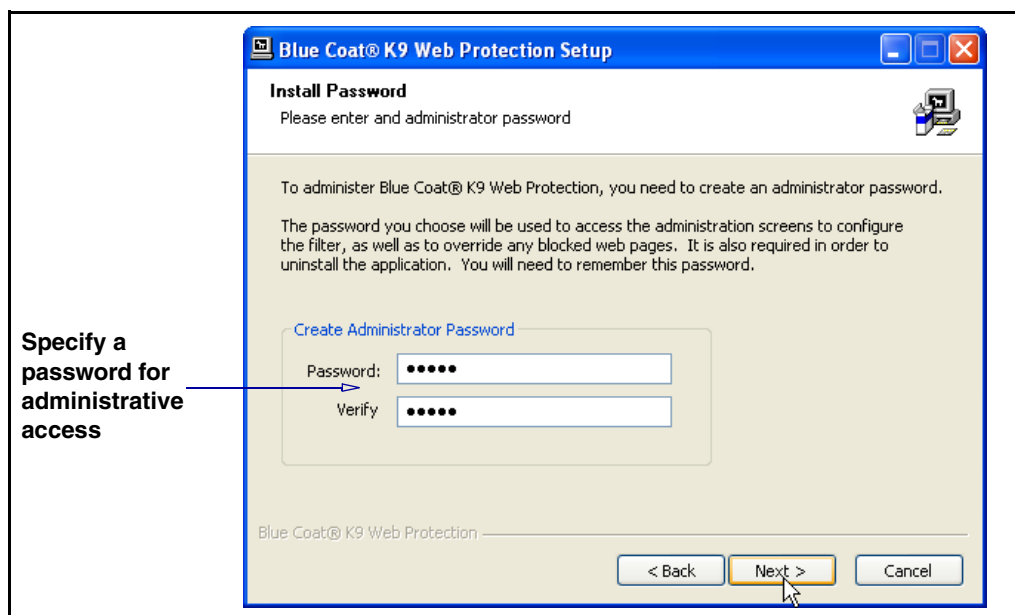 Blue Coat® K9 Web Protection Setup
Install Password
Please enter and administrator password
To administer Blue Coat® K9 Web Protection, you need to create an administrator password.
The password you choose will be used to access the administration screens to configure
the filter, as well as to override any blocked web pages. It is also required in order to
uninstall the application. You will need to remember this password.
Specify a
password for
administrative
access
Create Administrator Password
Password: •••••
Verify •••••
Blue Coat® K9 Web Protection
< Back Next > Cancel